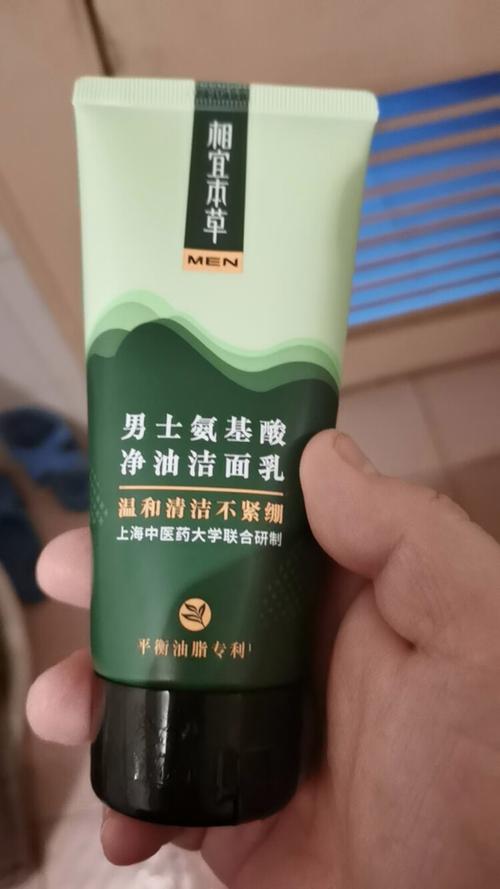 相宜本草
MEN
男士氨基酸
净油洁面乳
温和清洁不紧绷
上海中医药大学联合研制
平衡油脂专利¹